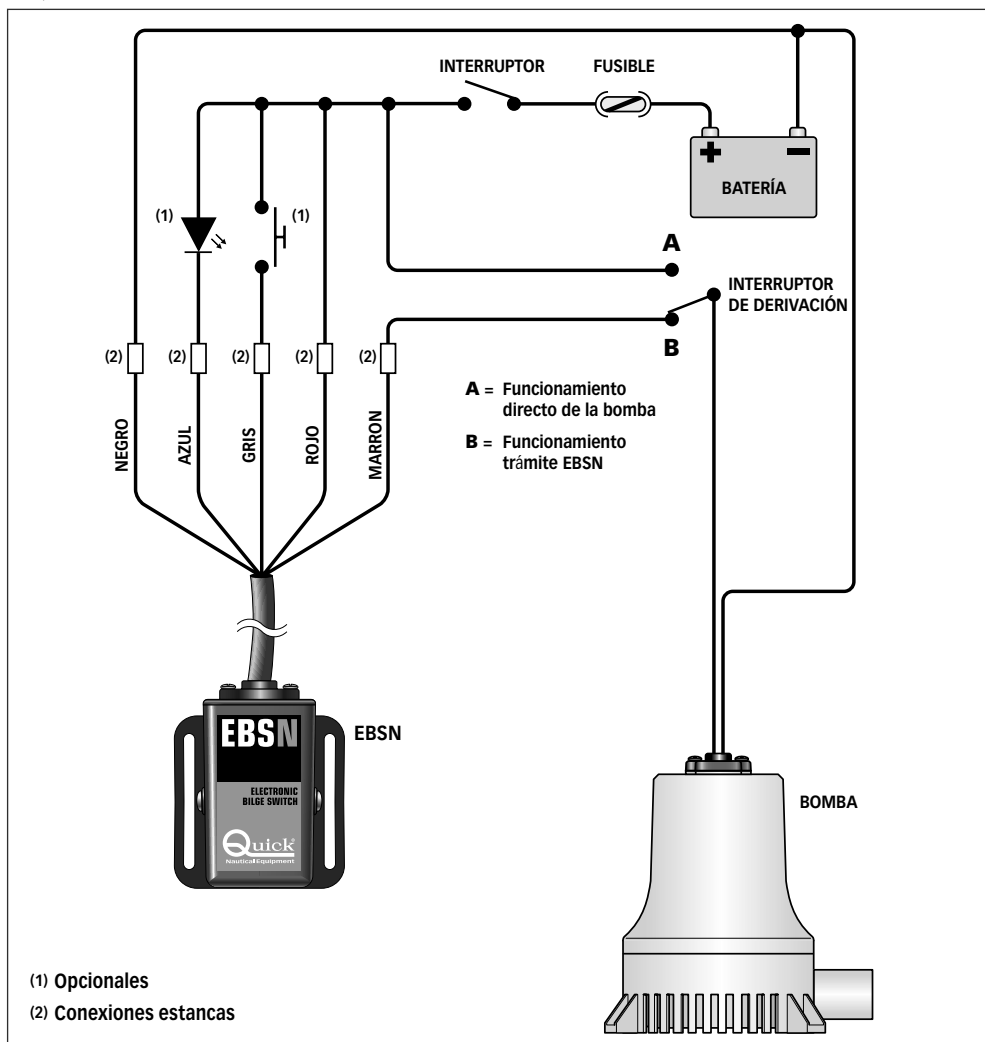 INTERRUPTOR
FUSIBLE
+ −
BATERÍA
(1)
(1)
A
INTERRUPTOR
DE DERIVACIÓN
B
(2)
(2)
(2)
(2)
(2)
A = Funcionamiento
directo de la bomba
B = Funcionamiento
trámite EBSN
NEGRO
AZUL
GRIS
ROJO
MARRON
EBSN
ELECTRONIC
BILGE SWITCH
Quick®
Nautical Equipment
EBSN
BOMBA
(1) Opcionales
(2) Conexiones estancas